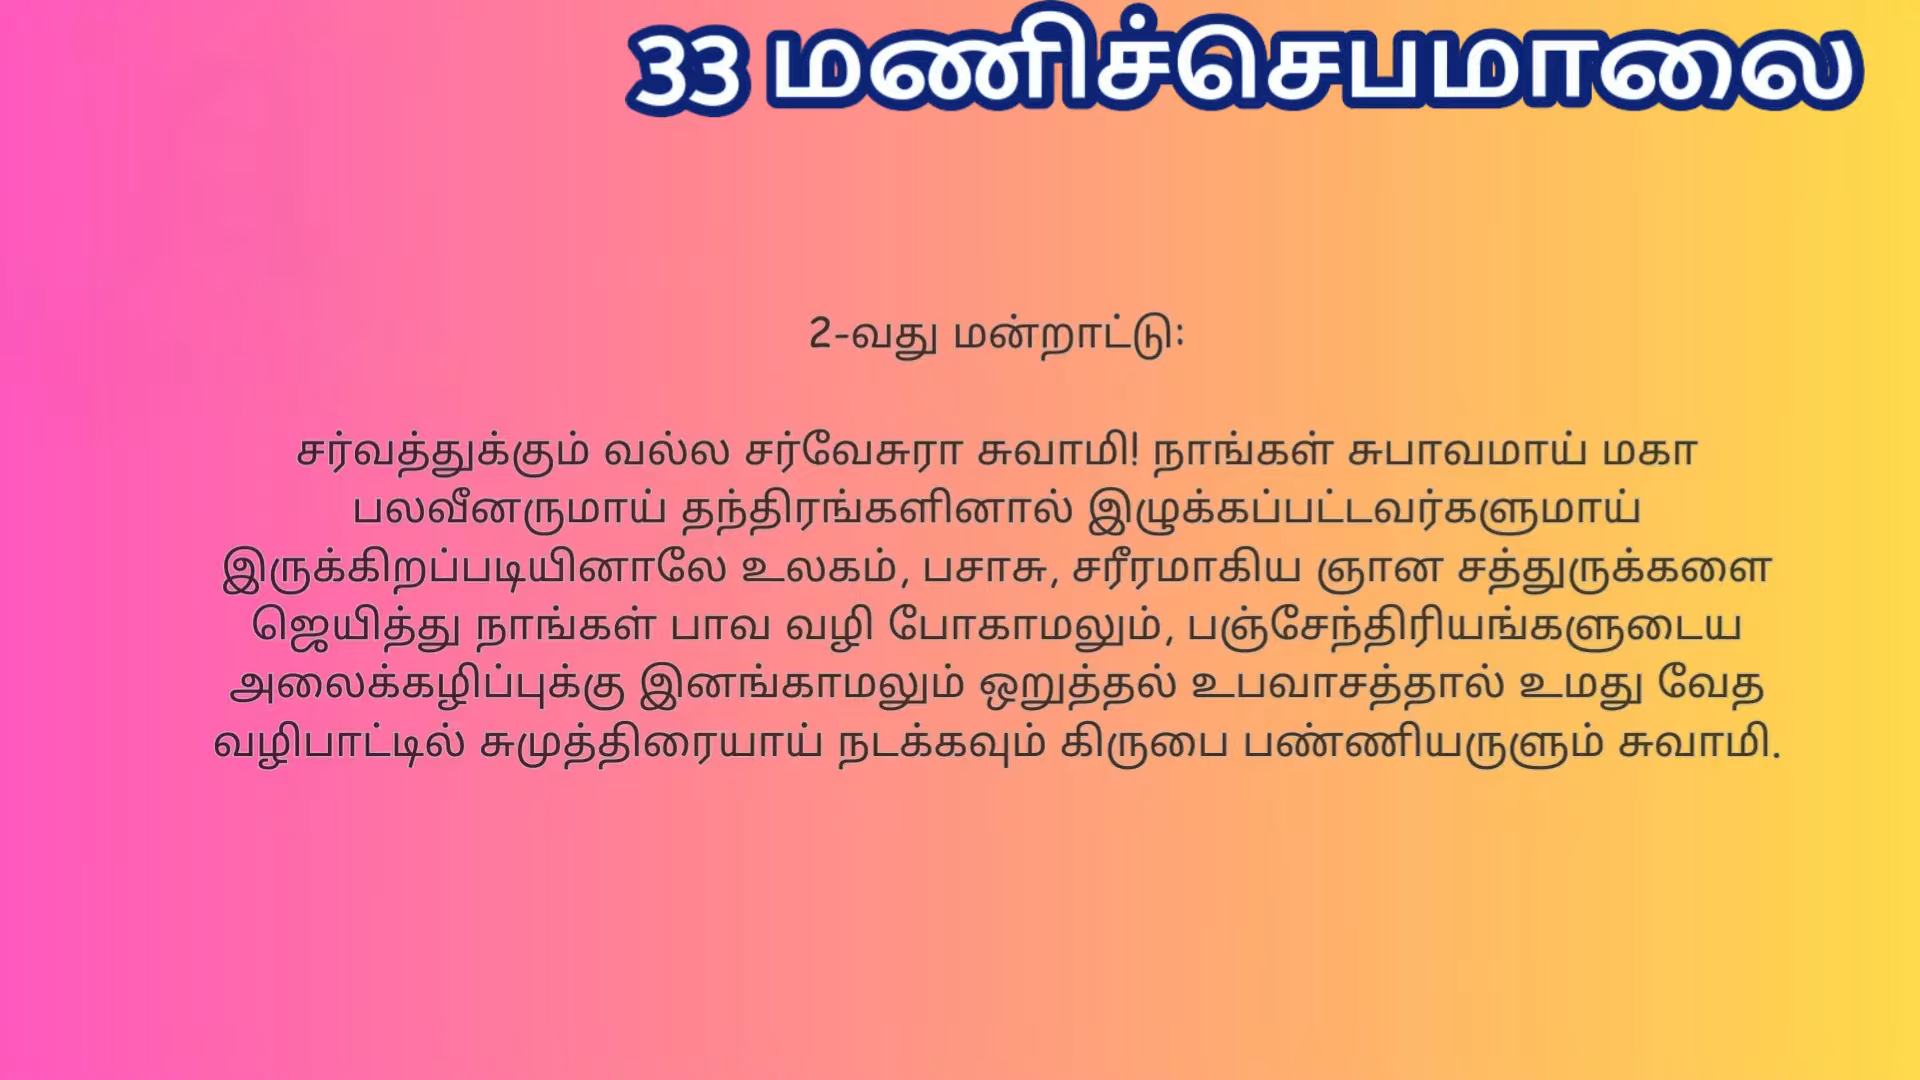 33 மணிச்செபமாலை
2-வது மன்றாட்டு:
சர்வத்துக்கும் வல்ல சர்வேசுரா சுவாமி! நாங்கள் சுபாவமாய் மகா
பலவீனருமாய் தந்திரங்களினால் இழுக்கப்பட்டவர்களுமாய்
இருக்கிறப்படியினாலே உலகம், பசாசு, சரீரமாகிய ஞான சத்துருக்களை
ஜெயித்து நாங்கள் பாவ வழி போகாமலும், பஞ்சேந்திரியங்களுடைய
அலைக்கழிப்புக்கு இனங்காமலும் ஒறுத்தல் உபவாசத்தால் உமது வேத
வழிபாட்டில் சுமுத்திரையாய் நடக்கவும் கிருபை பண்ணியருளும் சுவாமி.